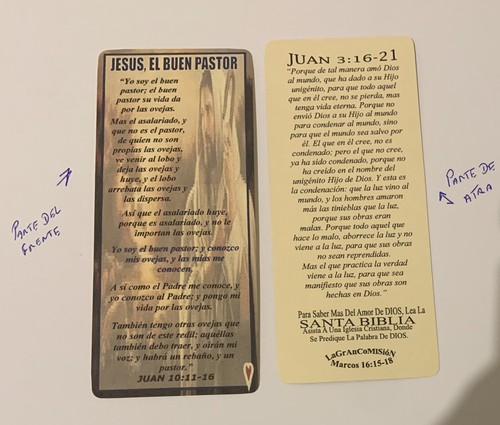 JESUS, EL BUEN PASTOR
“Yo soy el buen
pastor; el buen
pastor su vida da
por las ovejas.
Mas el asalariado, y
que no es el pastor,
de quien no son
propias las ovejas,
ve venir al lobo y
deja las ovejas y
huye, y el lobo
arrebata las ovejas y
las dispersa.
Así que el asalariado huye,
porque es asalariado, y no le
importan las ovejas.
Yo soy el buen pastor; y conozco
mis ovejas, y las mías me
conocen,
A sí como el Padre me conoce, y
yo conozco al Padre; y pongo mi
vida por las ovejas.
También tengo otras ovejas que
no son de este redil; aquéllas
también debo traer, y oirán mi
voz; y habrá un rebaño, y un
pastor.”
JUAN 10:11-16
PARTE DEL
FRENTE
JUAN 3:16-21
“Porque de tal manera amó Dios
al mundo, que ha dado a su Hijo
unigénito, para que todo aquel
que en él cree, no se pierda, mas
tenga vida eterna. Porque no
envió Dios a su Hijo al mundo
para condenar al mundo, sino
para que el mundo sea salvo por
él. El que en él cree, no es
condenado; pero el que no cree,
ya ha sido condenado, porque no
ha creído en el nombre del
unigénito Hijo de Dios. Y esta es
la condenación: que la luz vino al
mundo, y los hombres amaron
más las tinieblas que la luz,
porque sus obras eran
malas. Porque todo aquel que
hace lo malo, aborrece la luz y no
viene a la luz, para que sus obras
no sean reprendidas.
Mas el que practica la verdad
viene a la luz, para que sea
manifiesto que sus obras son
hechas en Dios.”
Para Saber Mas Del Amor De DIOS, Lea La
SANTA BIBLIA
Asista A Una Iglesia Cristiana, Donde
Se Predique La Palabra De DIOS.
LaGrAnCoMISióN
Marcos 16:15-18
PARTE DE
ATRA